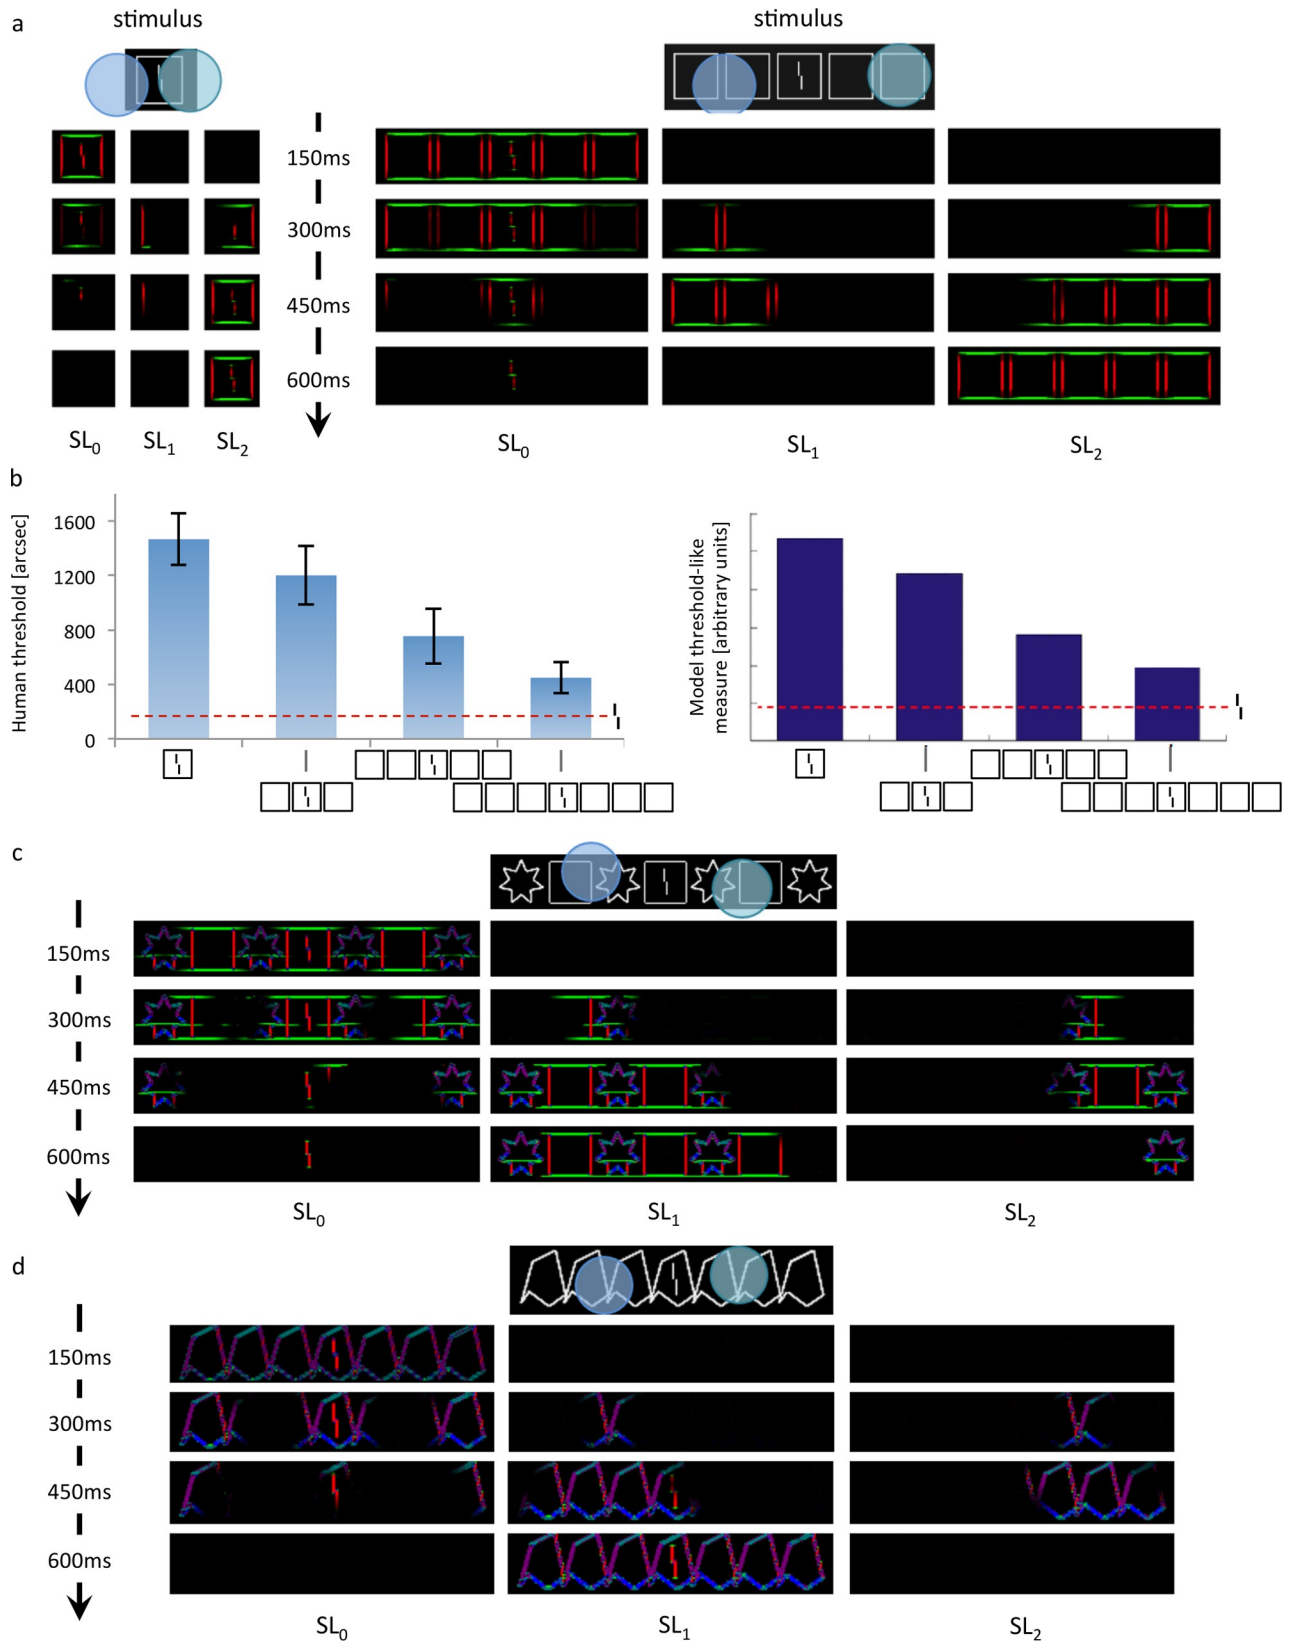 a
stimulus
stimulus
150ms
300ms
450ms
600ms
SL0
SL1
SL2
SL0
SL1
SL2
b
Human threshold [arcsec]
1600
1200
800
400
0
Model threshold-like
measure [arbitrary units]
c
150ms
300ms
450ms
600ms
SL0
SL1
SL2
d
150ms
300ms
450ms
600ms
SL0
SL1
SL2